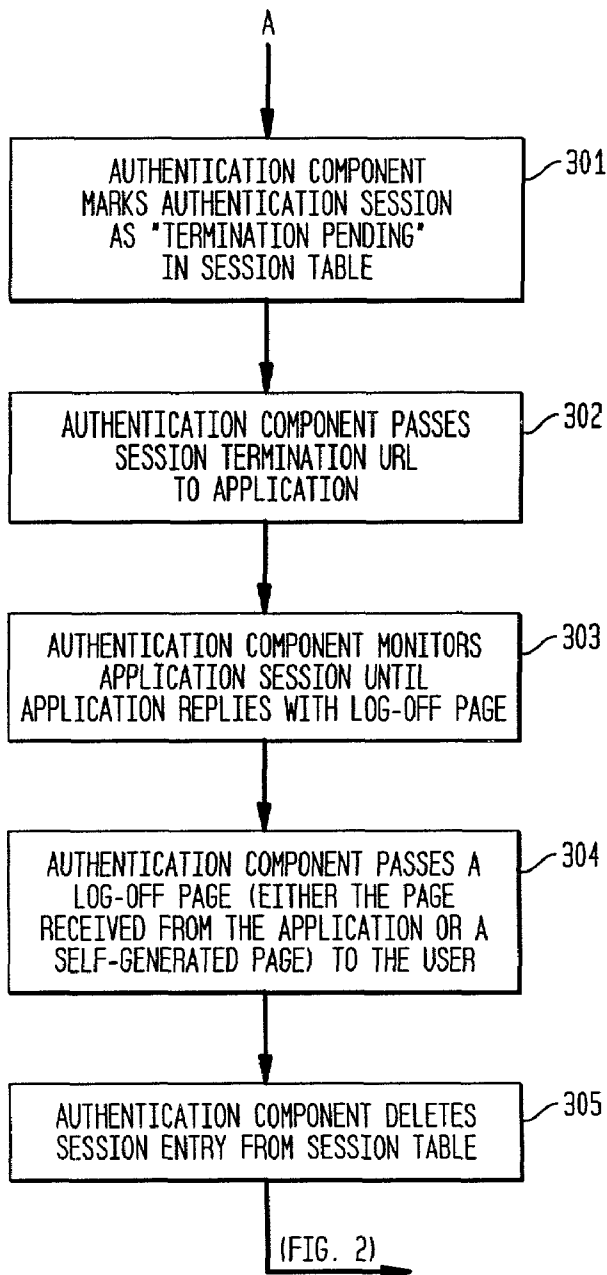 A
AUTHENTICATION COMPONENT
MARKS AUTHENTICATION SESSION
AS "TERMINATION PENDING"
IN SESSION TABLE
301
AUTHENTICATION COMPONENT PASSES
SESSION TERMINATION URL
TO APPLICATION
302
AUTHENTICATION COMPONENT MONITORS
APPLICATION SESSION UNTIL
APPLICATION REPLIES WITH LOG-OFF PAGE
303
AUTHENTICATION COMPONENT PASSES A
LOG-OFF PAGE (EITHER THE PAGE
RECEIVED FROM THE APPLICATION OR A
SELF-GENERATED PAGE) TO THE USER
304
AUTHENTICATION COMPONENT DELETES
SESSION ENTRY FROM SESSION TABLE
305
(FIG. 2)